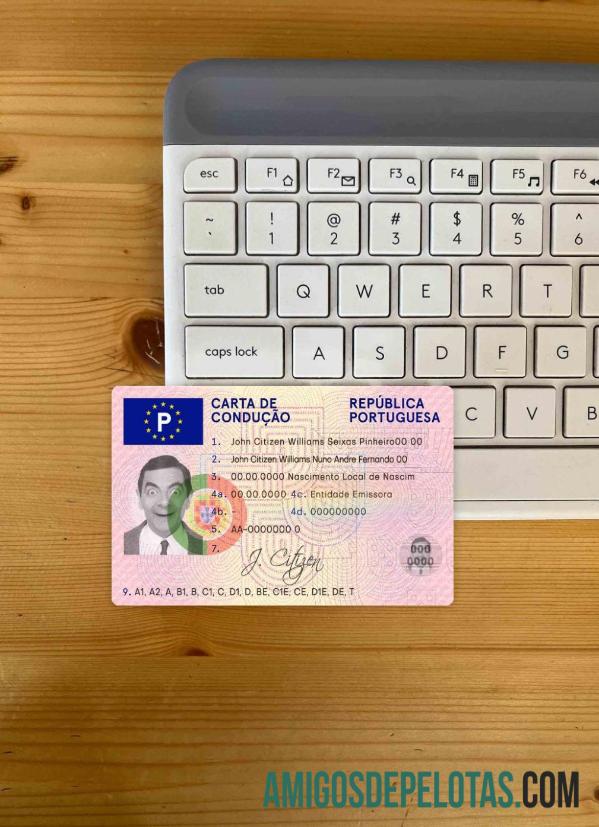 esc F1 F2 F3 F4 F5 F6
~ ! @ # $ % ^
` 1 2 3 4 5 6
tab Q W E R T
caps lock A S D F G
C V B
P
CARTA DE CONDUÇÃO
REPÚBLICA PORTUGUESA
1. John Citizen Williams Seixas Pinheiro00 00
2. John Citizen Williams Nuno Andre Fernando 00
3. 00.00.0000 Nascimento Local de Nascim
4a. 00.00.0000 4c. Entidade Emissora
4b. 4d. 000000000
5. AA-0000000 0
7. J. Citizen
000
0000
9. A1, A2, A, B1, B, C1, C, D1, D, BE, C1E, CE, D1E, DE, T
AMIGOSDEPELOTAS.COM